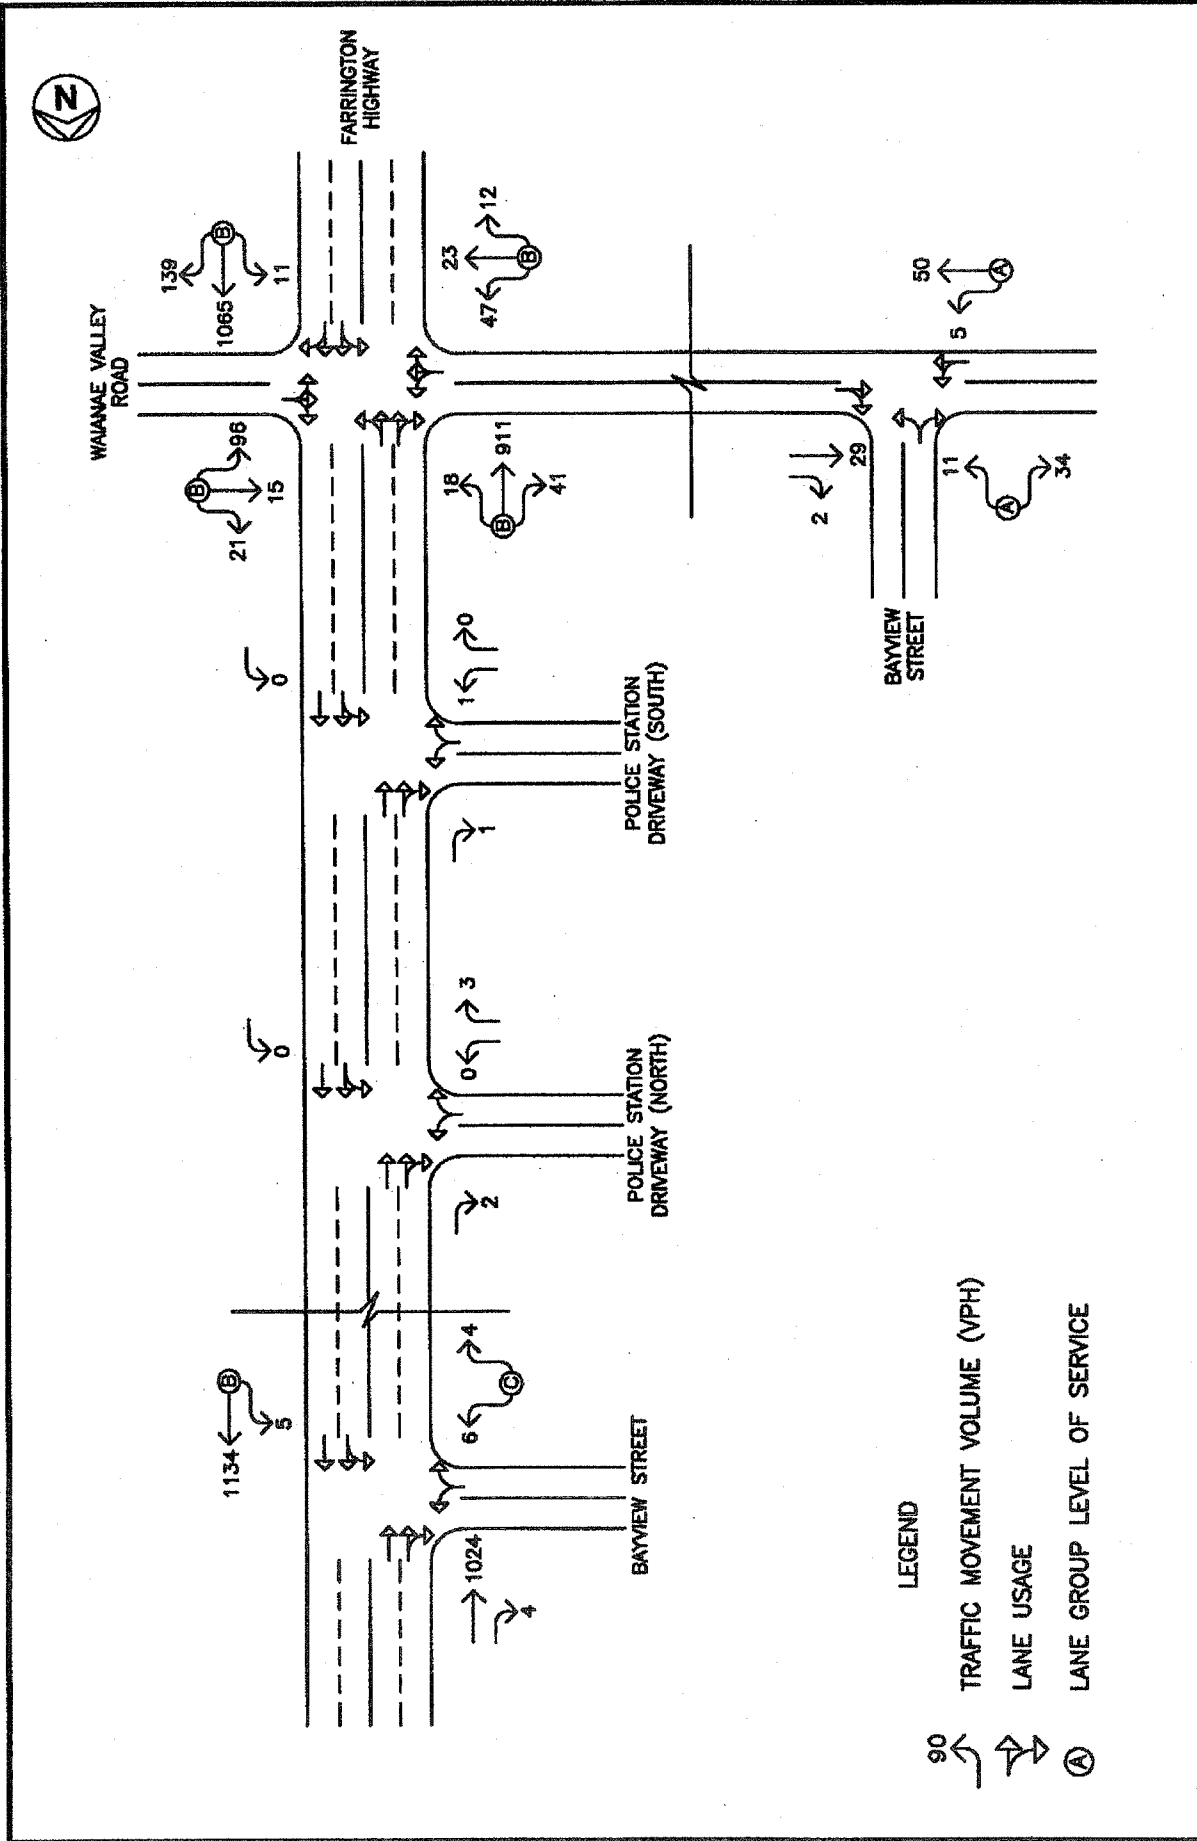 N
FARRINGTON
HIGHWAY
WAIANAE VALLEY
ROAD
139
1065
11
B
23
12
47
B
96
15
21
B
18
911
41
B
50
5
A
29
2
11
34
A
BAYVIEW
STREET
0
1
0
POLICE STATION
DRIVEWAY (SOUTH)
1
0
0
3
POLICE STATION
DRIVEWAY (NORTH)
2
1134
5
B
6
4
C
BAYVIEW STREET
1024
4
LEGEND
90
TRAFFIC MOVEMENT VOLUME (VPH)
LANE USAGE
A
LANE GROUP LEVEL OF SERVICE